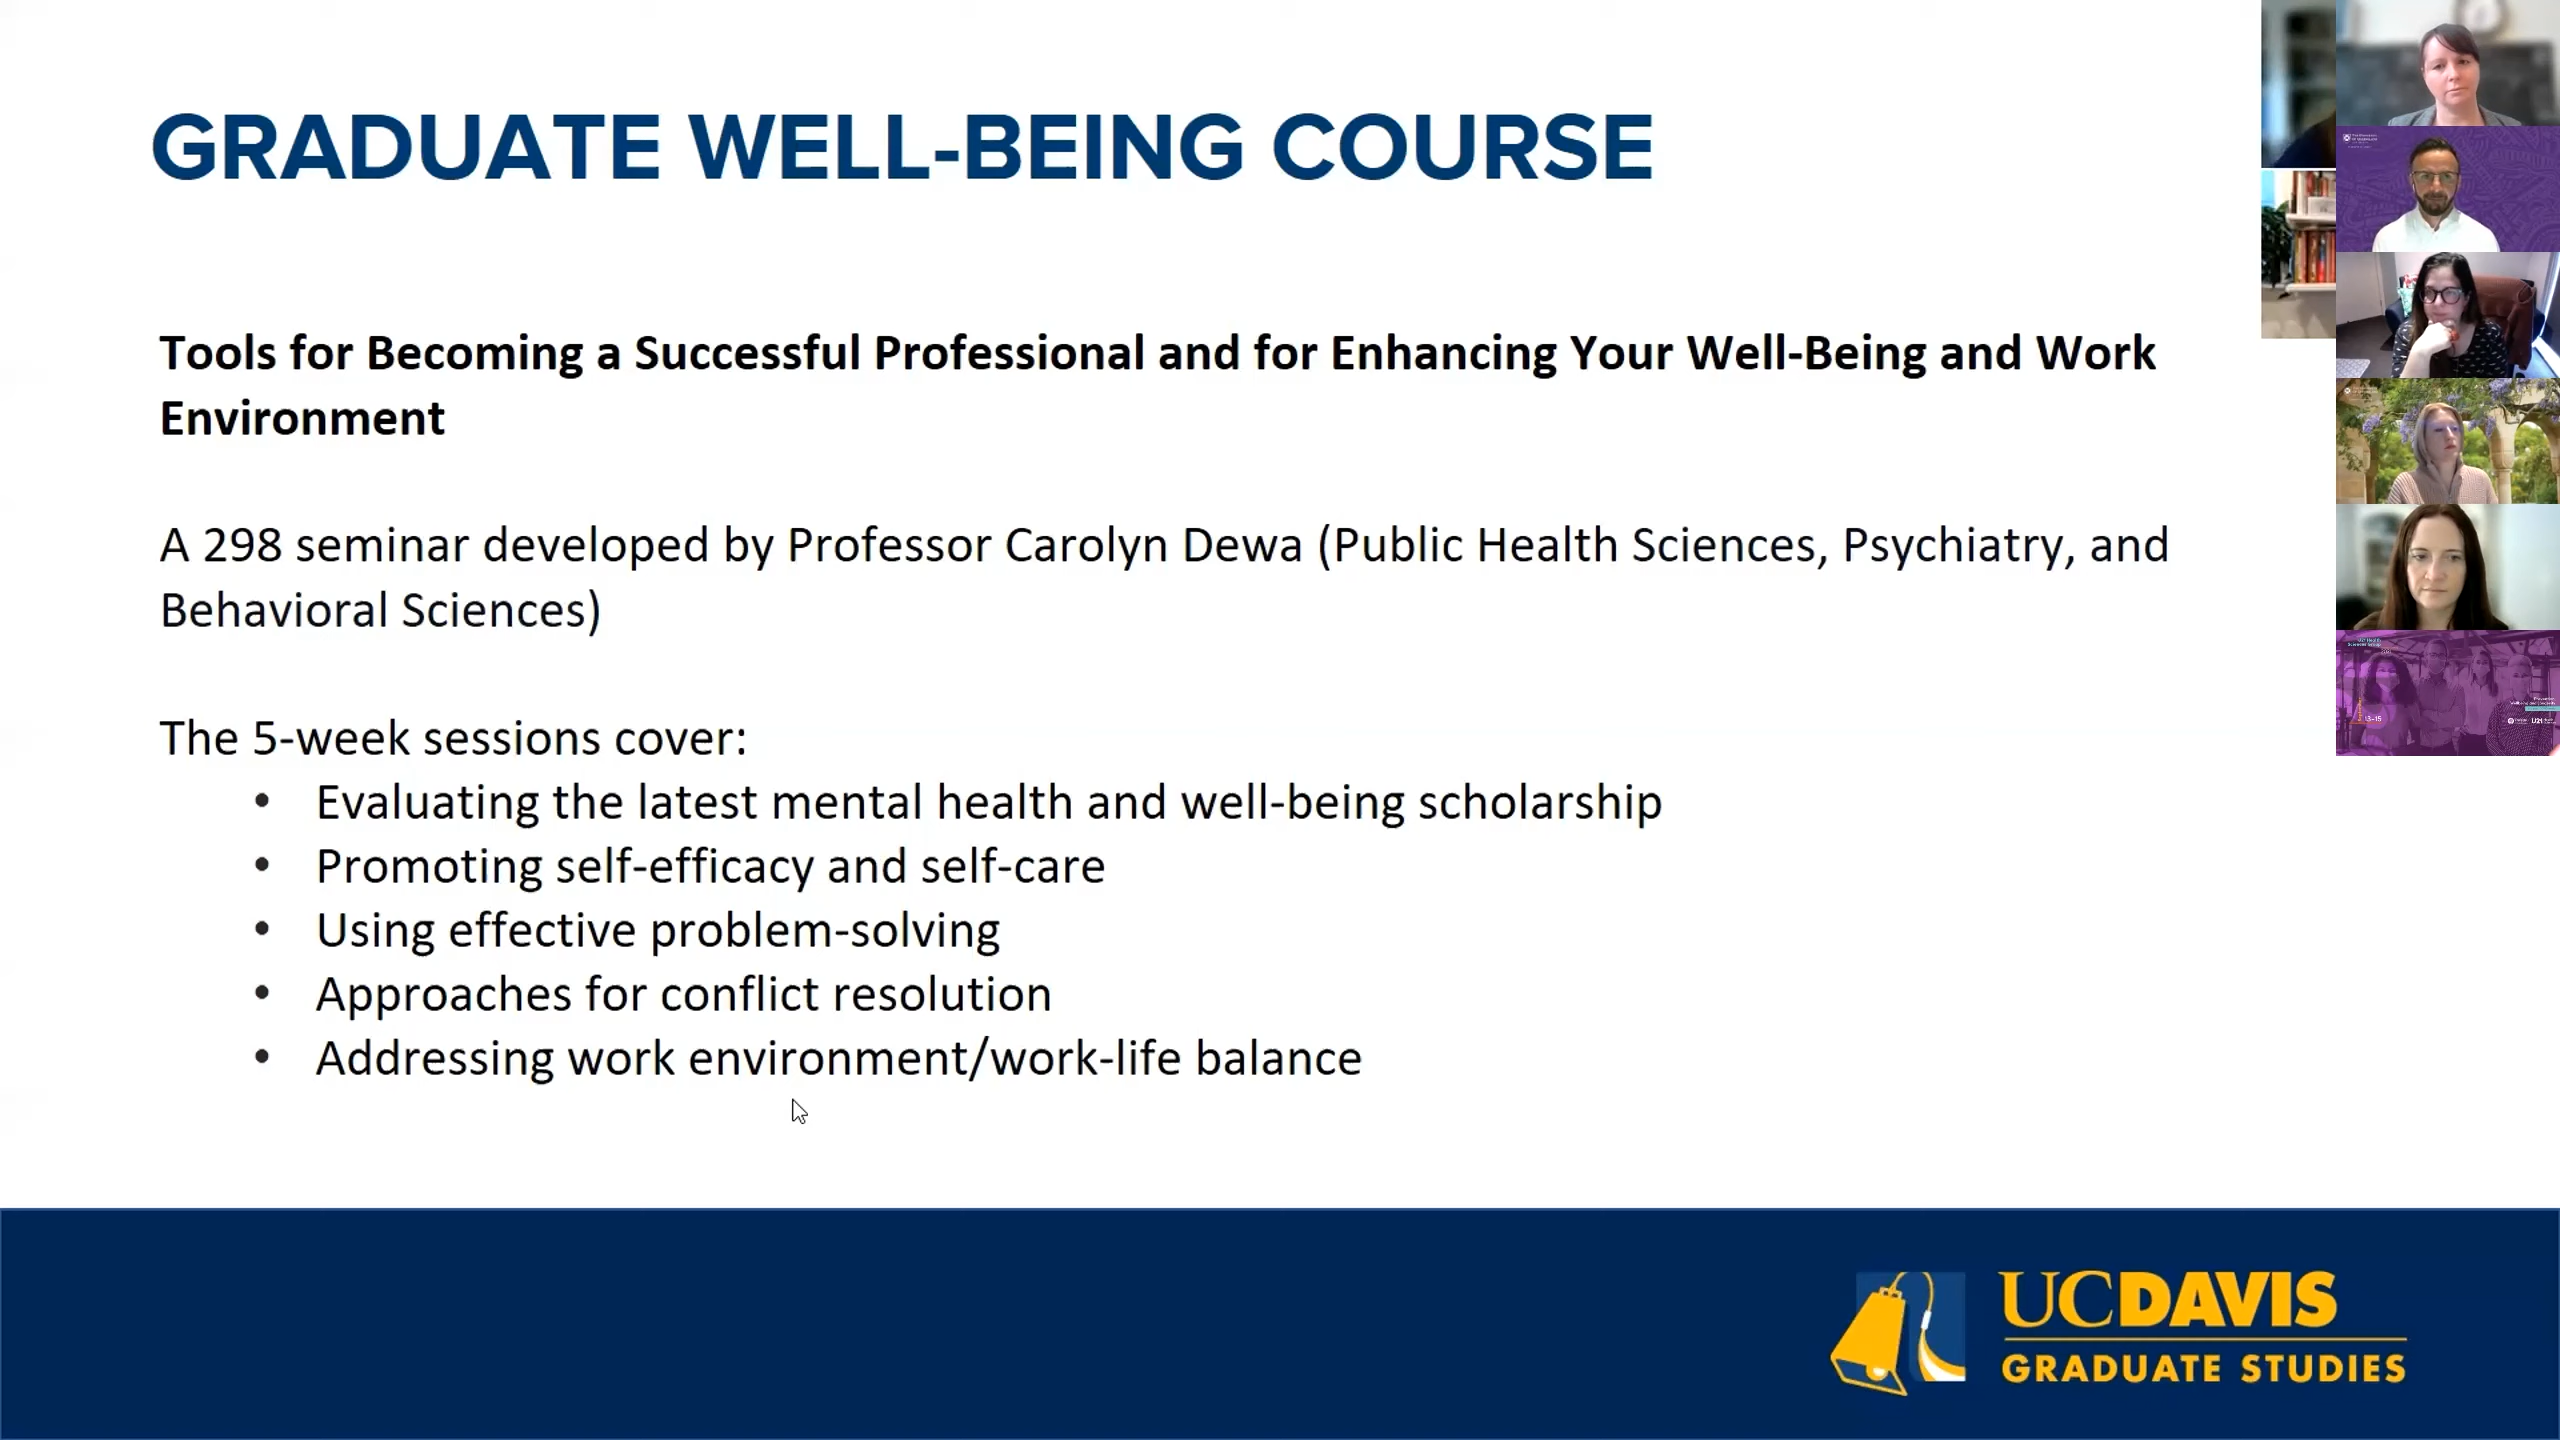 GRADUATE WELL-BEING COURSE
Tools for Becoming a Successful Professional and for Enhancing Your Well-Being and Work
Environment
A 298 seminar developed by Professor Carolyn Dewa (Public Health Sciences, Psychiatry, and
Behavioral Sciences)
The 5-week sessions cover:
• Evaluating the latest mental health and well-being scholarship
• Promoting self-efficacy and self-care
• Using effective problem-solving
• Approaches for conflict resolution
• Addressing work environment/work-life balance
UCDAVIS
GRADUATE STUDIES
13-15
U21